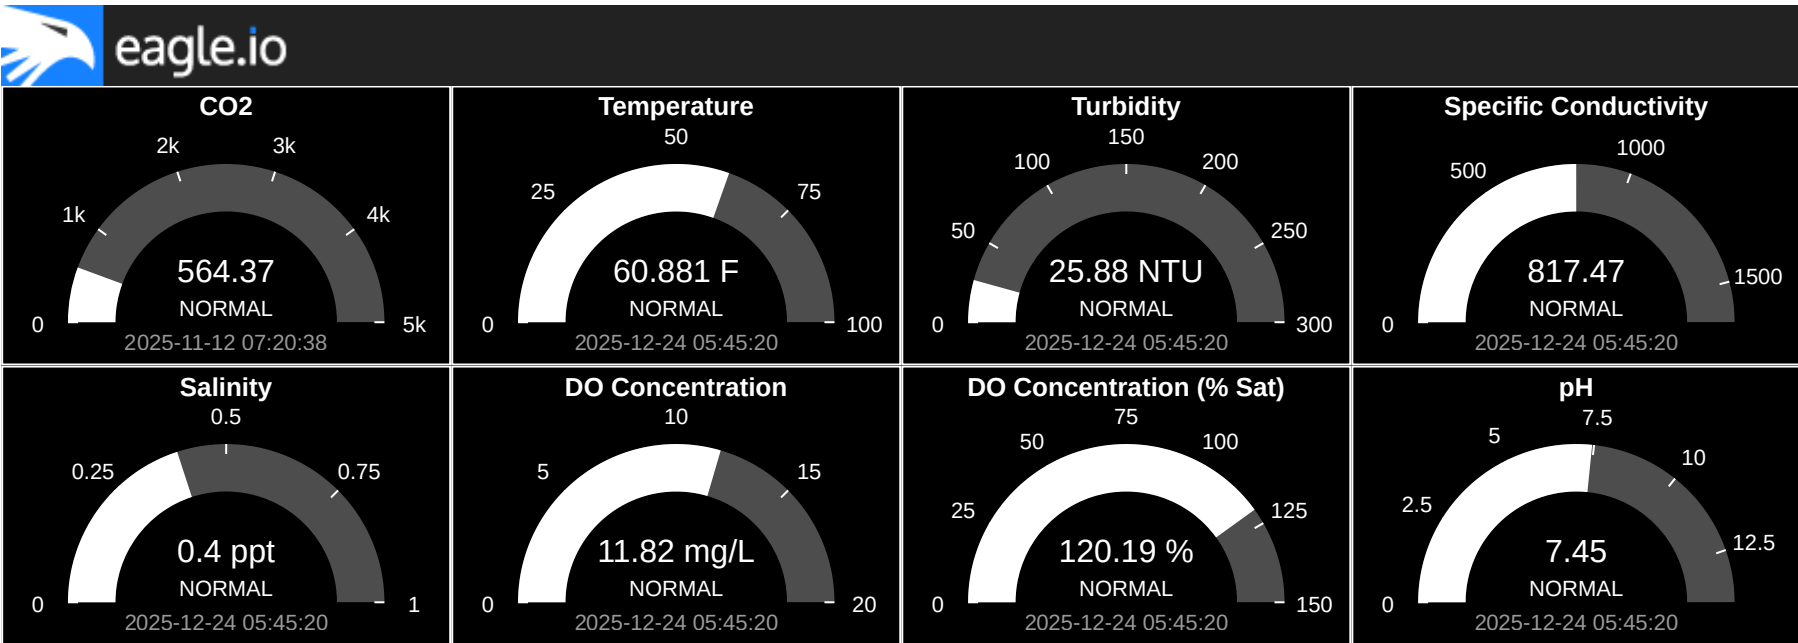 eagle.io
CO2
0
1k
2k
3k
4k
5k
564.37
NORMAL
2025-11-12 07:20:38
Temperature
25
50
75
0
100
60.881 F
NORMAL
2025-12-24 05:45:20
Turbidity
0
50
100
150
200
250
300
25.88 NTU
NORMAL
2025-12-24 05:45:20
Specific Conductivity
0
500
1000
1500
817.47
NORMAL
2025-12-24 05:45:20
Salinity
0
0.25
0.5
0.75
1
0.4 ppt
NORMAL
2025-12-24 05:45:20
DO Concentration
0
5
10
15
20
11.82 mg/L
NORMAL
2025-12-24 05:45:20
DO Concentration (% Sat)
0
25
50
75
100
125
150
120.19 %
NORMAL
2025-12-24 05:45:20
pH
0
2.5
5
7.5
10
12.5
7.45
NORMAL
2025-12-24 05:45:20